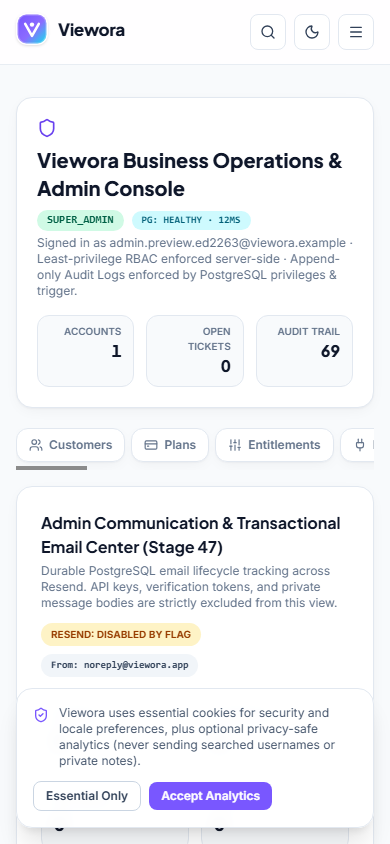 Viewora
Viewora Business Operations &
Admin Console
SUPER_ADMIN
PG: HEALTHY · 12MS
Signed in as admin.preview.ed2263@viewora.example ·
Least-privilege RBAC enforced server-side · Append-
only Audit Logs enforced by PostgreSQL privileges &
trigger.
ACCOUNTS
1
OPEN
TICKETS
0
AUDIT TRAIL
69
Customers
Plans
Entitlements
Admin Communication & Transactional
Email Center (Stage 47)
Durable PostgreSQL email lifecycle tracking across
Resend. API keys, verification tokens, and private
message bodies are strictly excluded from this view.
RESEND: DISABLED BY FLAG
From: noreply@viewora.app
Viewora uses essential cookies for security and
locale preferences, plus optional privacy-safe
analytics (never sending searched usernames or
private notes).
Essential Only
Accept Analytics